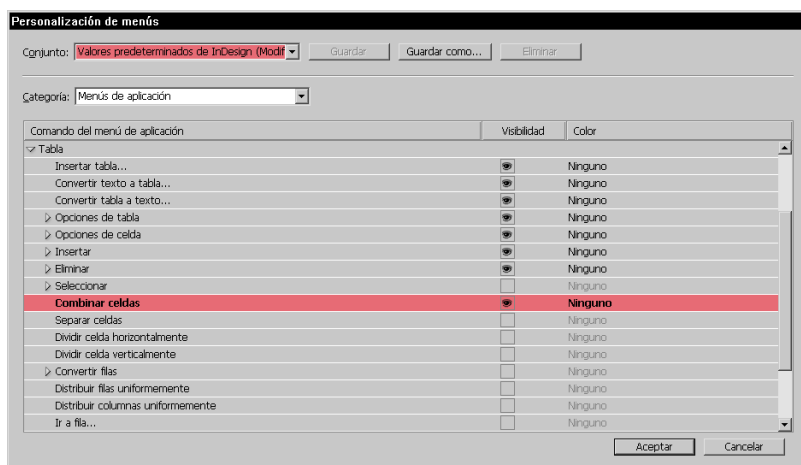 Personalización de menús
Conjunto: Valores predeterminados de InDesign (Modif Guardar Guardar como... Eliminar
Categoría: Menús de aplicación
Comando del menú de aplicación Visibilidad Color
Tabla
Insertar tabla... Ninguno
Convertir texto a tabla... Ninguno
Convertir tabla a texto... Ninguno
Opciones de tabla Ninguno
Opciones de celda Ninguno
Insertar Ninguno
Eliminar Ninguno
Seleccionar Ninguno
Combinar celdas Ninguno
Separar celdas Ninguno
Dividir celda horizontalmente Ninguno
Dividir celda verticalmente Ninguno
Convertir filas Ninguno
Distribuir filas uniformemente Ninguno
Distribuir columnas uniformemente Ninguno
Ir a fila... Ninguno
Aceptar Cancelar